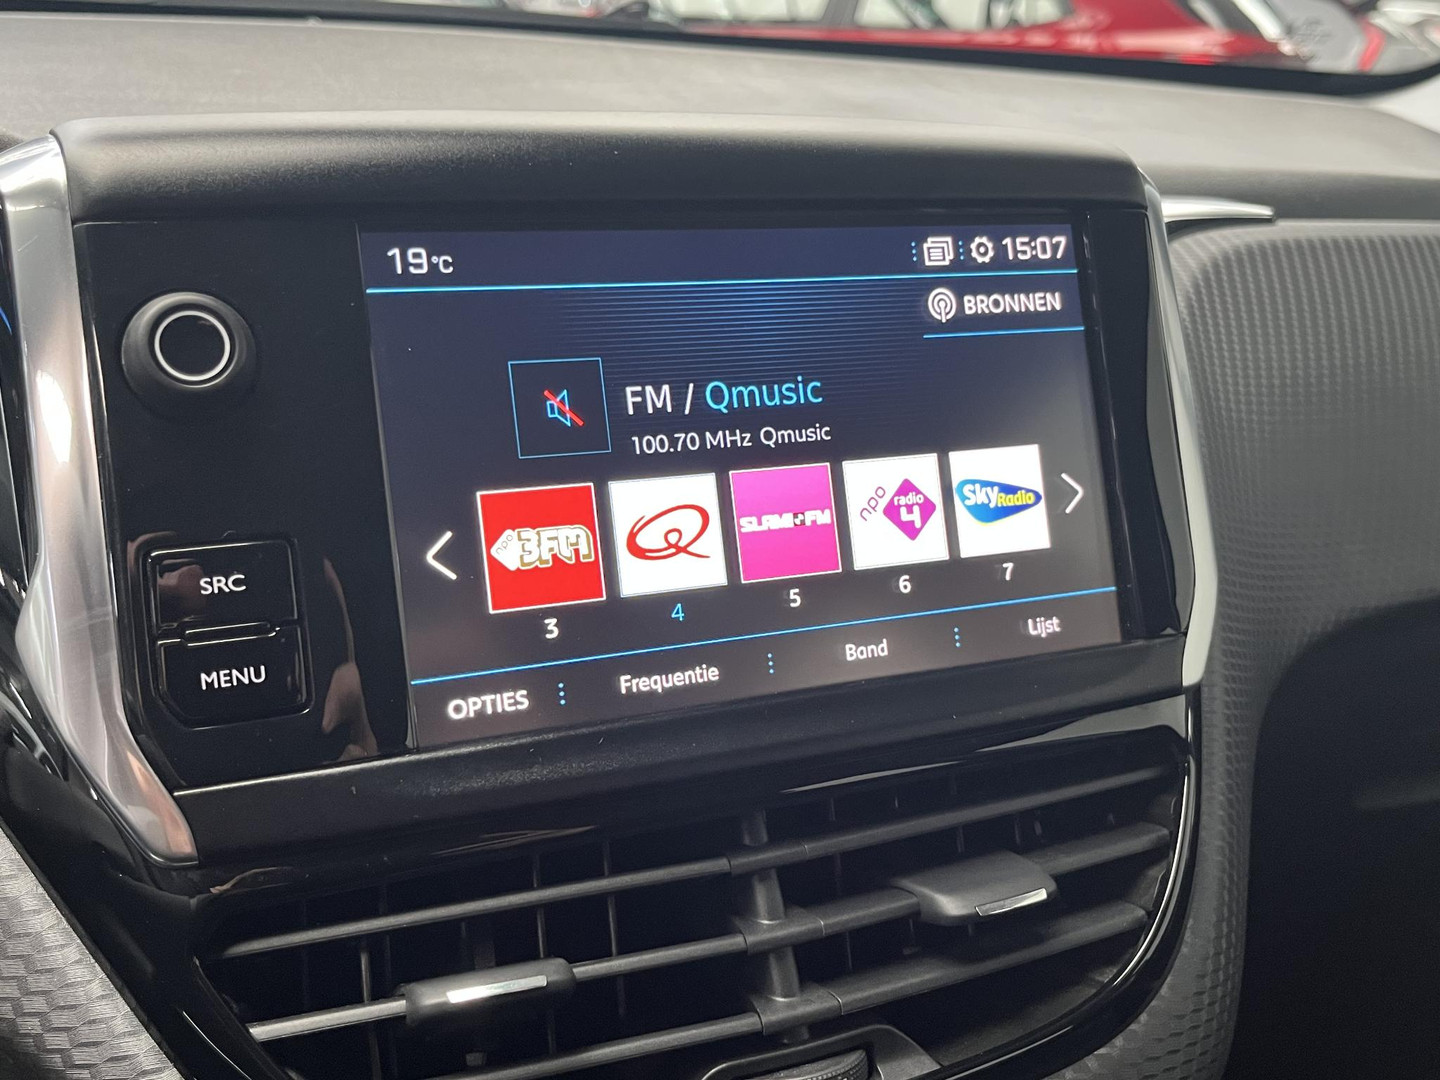 19°C
15:07
BRONNEN
FM / Qmusic
100.70 MHz Qmusic
npo 3FM
Q
SLAM! FM
npo radio 4
Sky Radio
3 4 5 6 7
OPTIES Frequentie Band Lijst
SRC
MENU